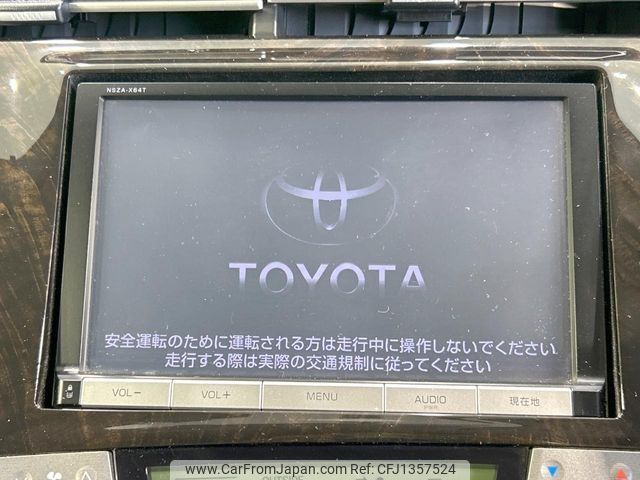 NSZA-X64T
TOYOTA
安全運転のために運転される方は走行中に操作しないでください
走行する際は実際の交通規制に従ってください
VOL− VOL+ MENU AUDIO 現在地
OUTSIDE
www.CarFromJapan.com - CFJ1357524